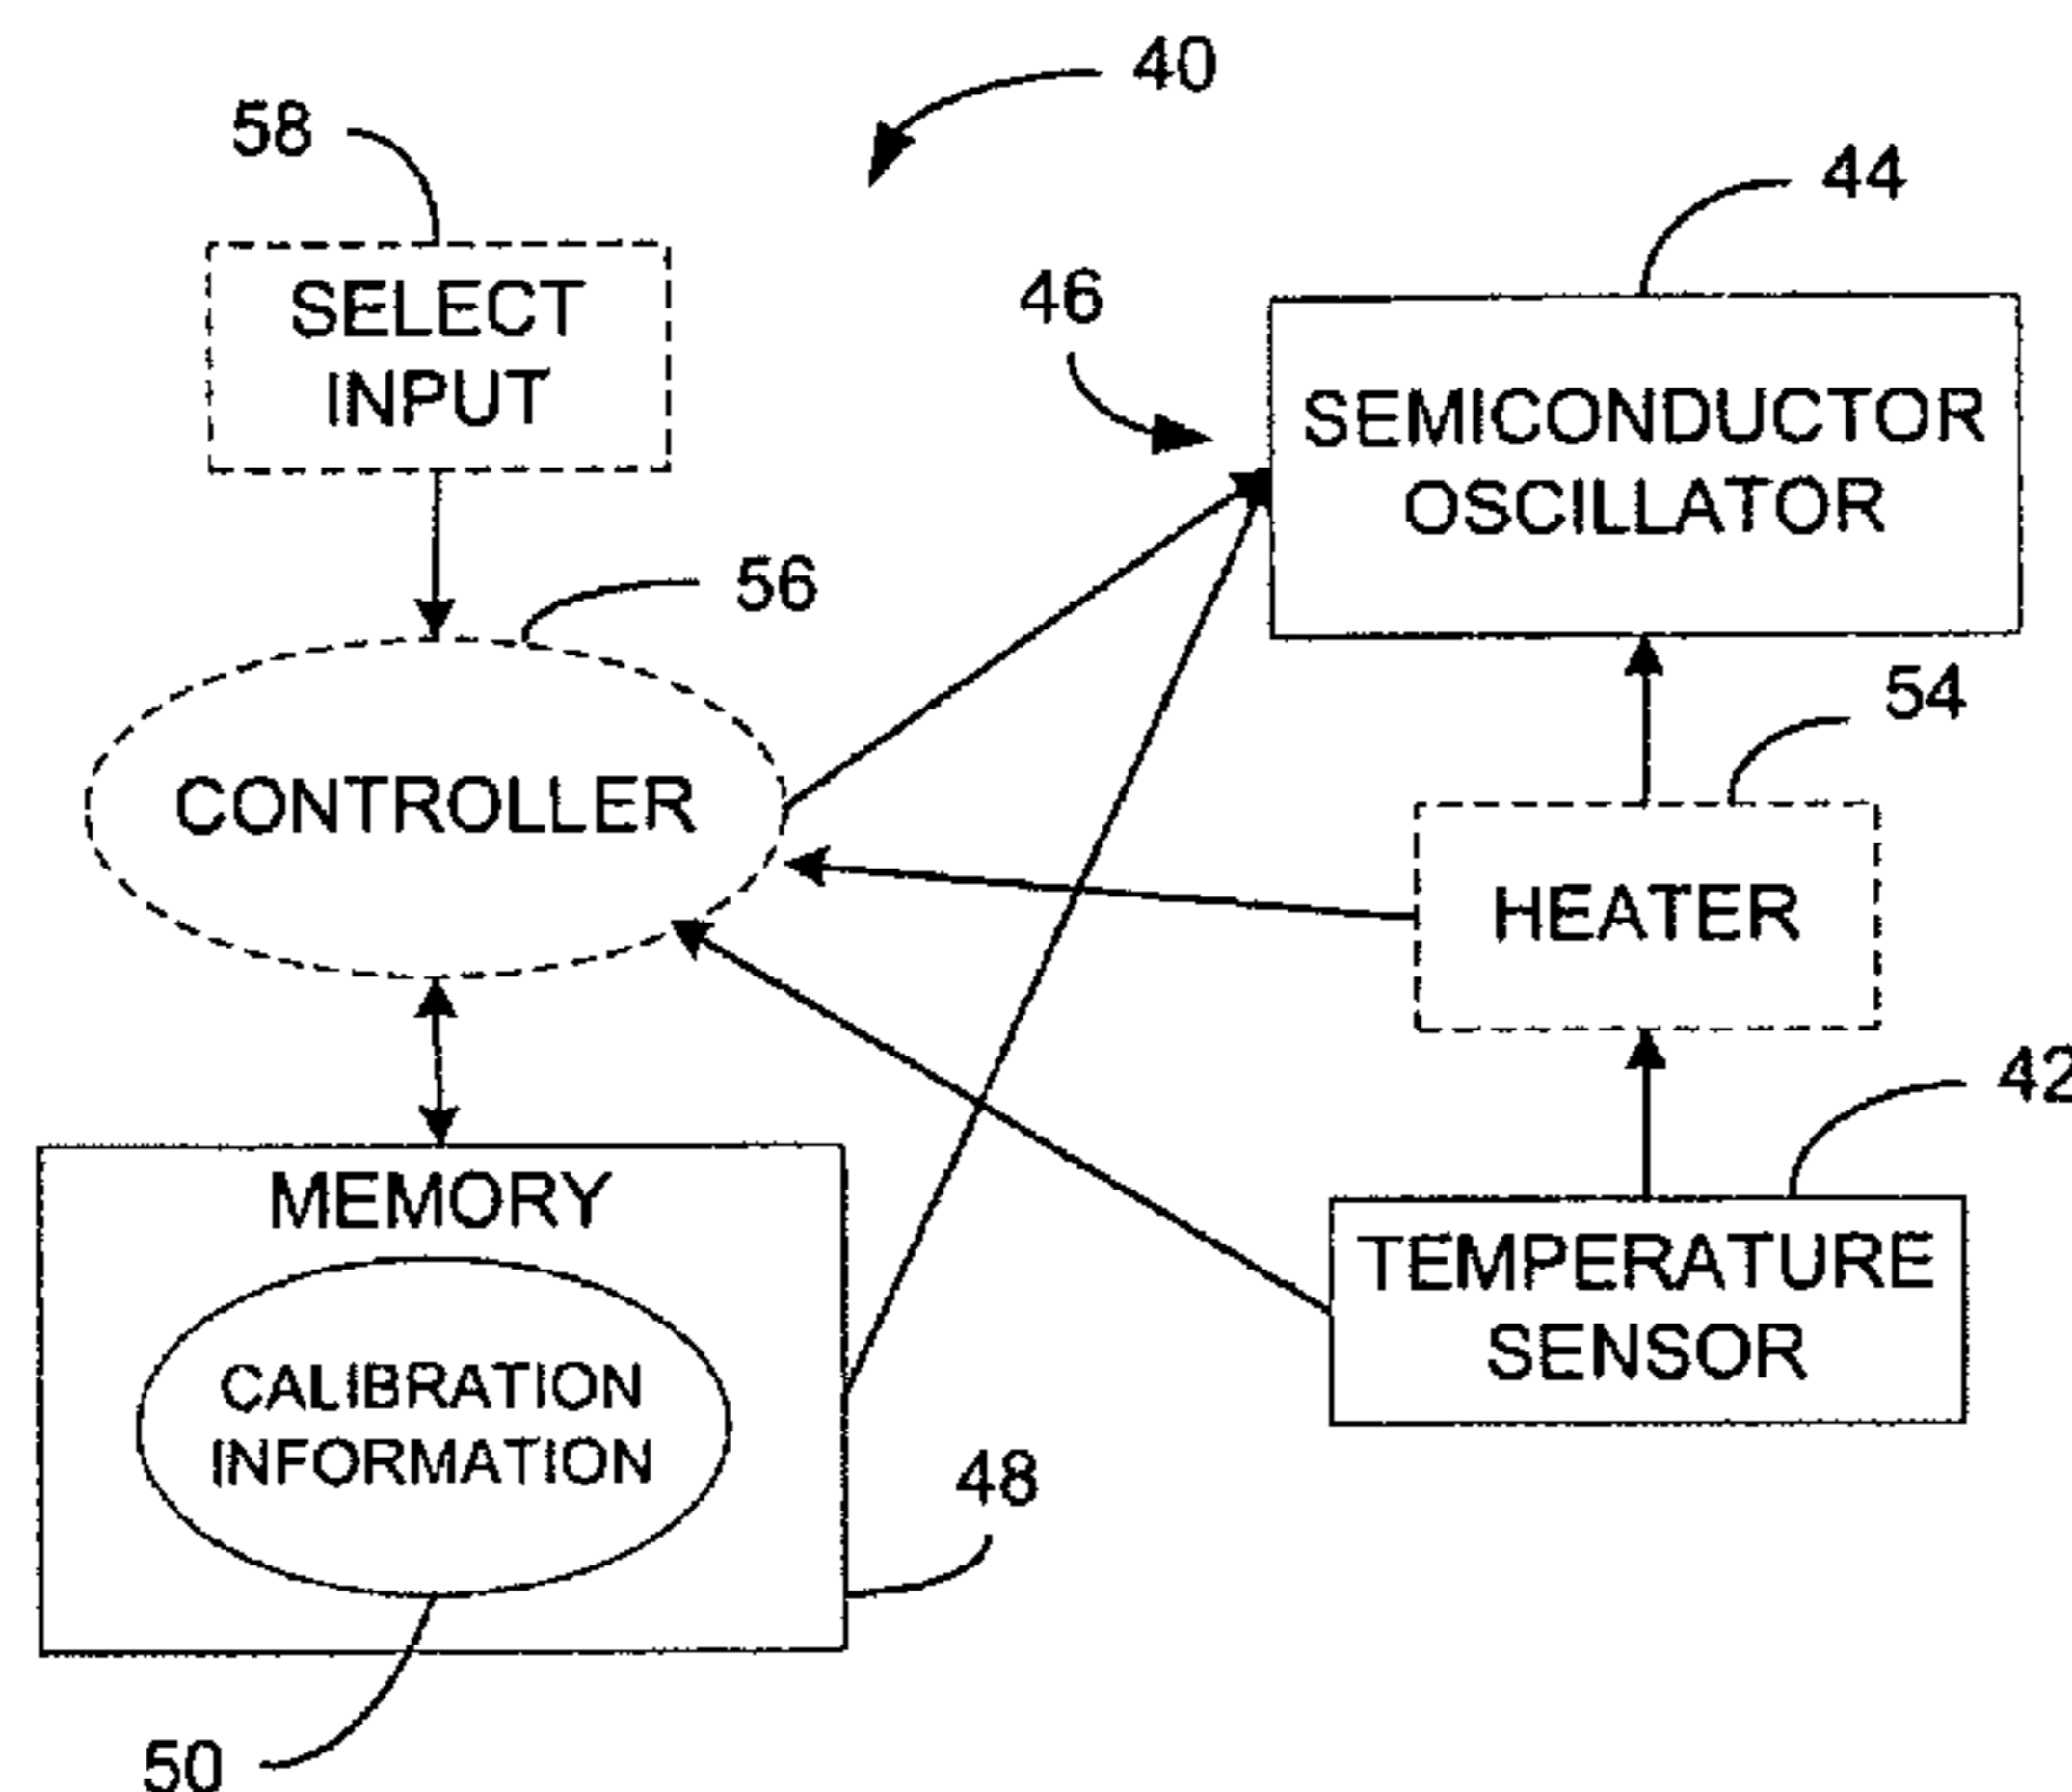 40
58
44
SELECT
INPUT
46
SEMICONDUCTOR
OSCILLATOR
56
54
CONTROLLER
HEATER
42
MEMORY
TEMPERATURE
SENSOR
CALIBRATION
INFORMATION
48
50